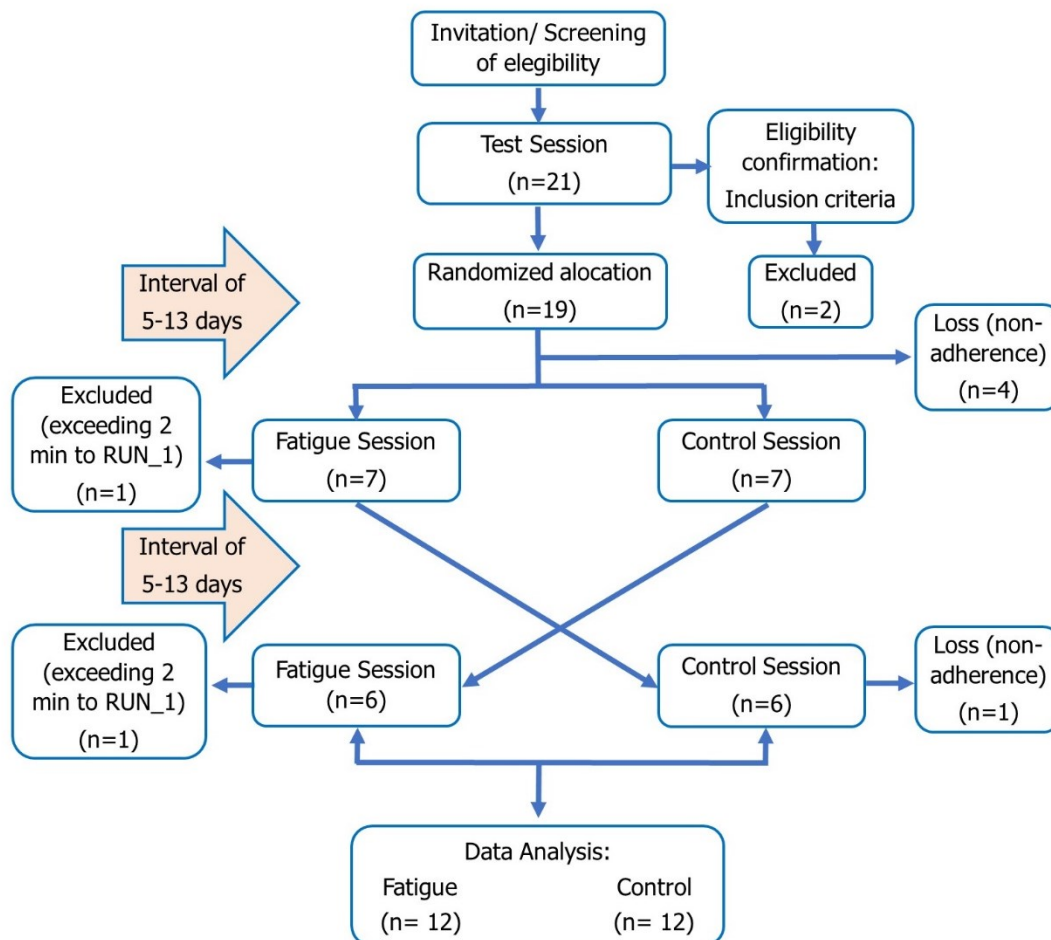 Invitation/ Screening
of elegibility
Test Session
(n=21)
Eligibility
confirmation:
Inclusion criteria
Randomized alocation
(n=19)
Excluded
(n=2)
Interval of
5-13 days
Loss (non-
adherence)
(n=4)
Excluded
(exceeding 2
min to RUN_1)
(n=1)
Fatigue Session
(n=7)
Control Session
(n=7)
Interval of
5-13 days
Excluded
(exceeding 2
min to RUN_1)
(n=1)
Fatigue Session
(n=6)
Control Session
(n=6)
Loss (non-
adherence)
(n=1)
Data Analysis:
Fatigue
(n= 12)
Control
(n= 12)